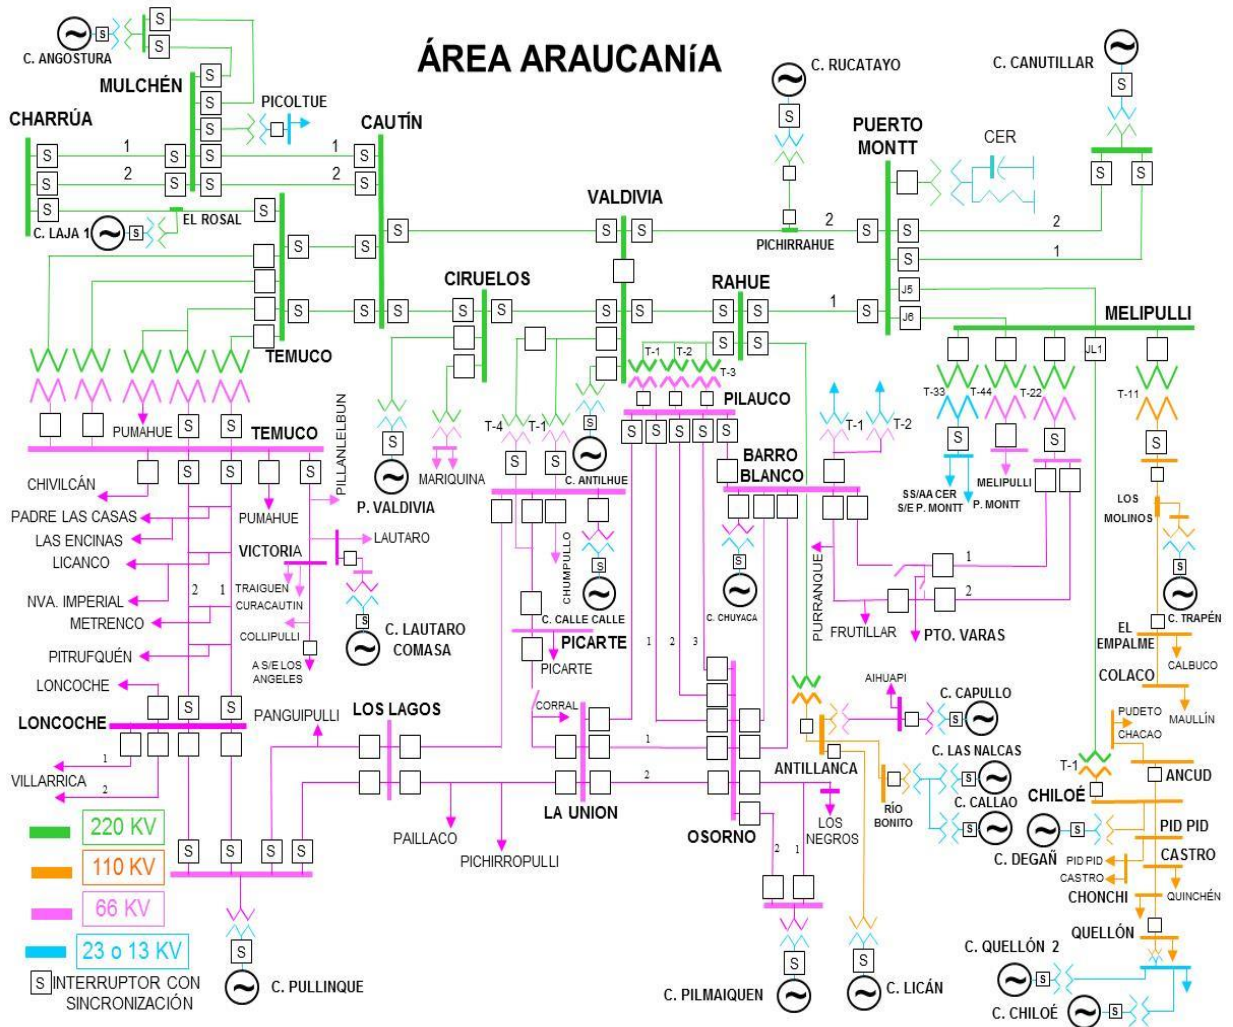 ÁREA ARAUCANíA
C. ANGOSTURA
S
S
S
MULCHÉN
S
S
S
PICOLTUE
CHARRÚA
CAUTÍN
C. RUCATAYO
S
C. CANUTILLAR
S
PUERTO
MONTT
CER
S
1
S
S
1
S
S
2
S
S
2
S
S
S
S
EL ROSAL
S
C. LAJA 1
S
VALDIVIA
S
S
S
S
2
PICHIRRAHUE
S
S
2
S
1
CIRUELOS
RAHUE
J5
S
S
S
S
S
S
S
S
S
1
S
J6
MELIPULLI
TEMUCO
S
S
T-1
T-2
T-3
JL1
T-33
T-44
T-22
T-11
PILAUCO
PUMAHUE
S
S
TEMUCO
PILLANLELBUN
S
S
S
T-4
T-1
S
S
S
S
S
S
S
S
BARRO
BLANCO
T-1
T-2
S
S
S
CHIVILCÁN
PADRE LAS CASAS
LAS ENCINAS
LICANCO
NVA. IMPERIAL
METRENCO
PITRUFQUÉN
LONCOCHE
PUMAHUE
VICTORIA
LAUTARO
TRAIGUEN
CURACAUTIN
COLLIPULLI
A S/E LOS
ANGELES
2
1
S
C. LAUTARO
COMASA
P. VALDIVIA
MARIQUINA
C. ANTILHUE
CHUMPULLO
S
C. CALLE CALLE
PICARTE
PICARTE
CORRAL
S
C. CHUYACA
SS/AA CER
S/E P. MONTT
P. MONTT
MELIPULLI
LOS
MOLINOS
S
C. TRAPÉN
PURRANQUE
FRUTILLAR
PTO. VARAS
1
2
EL
EMPALME
CALBUCO
COLACO
MAULLÍN
1
2
3
AIHUAPI
C. CAPULLO
S
C. LAS NALCAS
S
C. CALLAO
S
ANTILLANCA
RÍO
BONITO
PUDETO
CHACAO
T-1
ANCUD
CHILOÉ
S
S
LONCOCHE
S
S
PANGUIPULLI
LOS LAGOS
1
2
VILLARRICA
1
2
LA UNION
PAILLACO
PICHIRROPULLI
OSORNO
LOS
NEGROS
2
1
S
C. DEGAÑ
PID PID
PID PID
CASTRO
CASTRO
QUINCHÉN
CHONCHI
QUELLÓN
220 KV
110 KV
66 KV
23 o 13 KV
S
INTERRUPTOR CON
SINCRONIZACIÓN
S
S
S
S
S
C. PULLINQUE
S
C. PILMAIQUEN
S
C. LICÁN
C. QUELLÓN 2
S
C. CHILOÉ
S